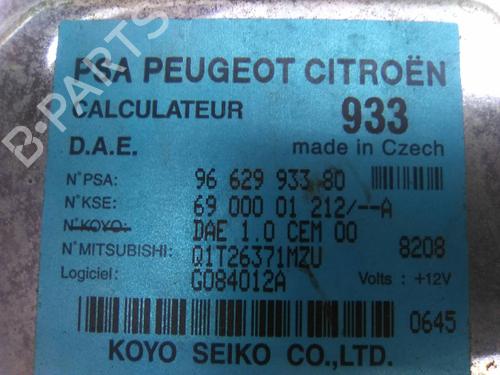 PSA PEUGEOT CITROËN
CALCULATEUR 933
D.A.E. made in Czech
N°PSA: 96 629 933 80
N°KSE: 69 000 01 212/--A
N°KOYO: DAE 1.0 CEM 00
N°MITSUBISHI: Q1T26371MZU 8208
Logiciel: G084012A Volts : +12V
0645
KOYO SEIKO CO.,LTD.
B-PARTS